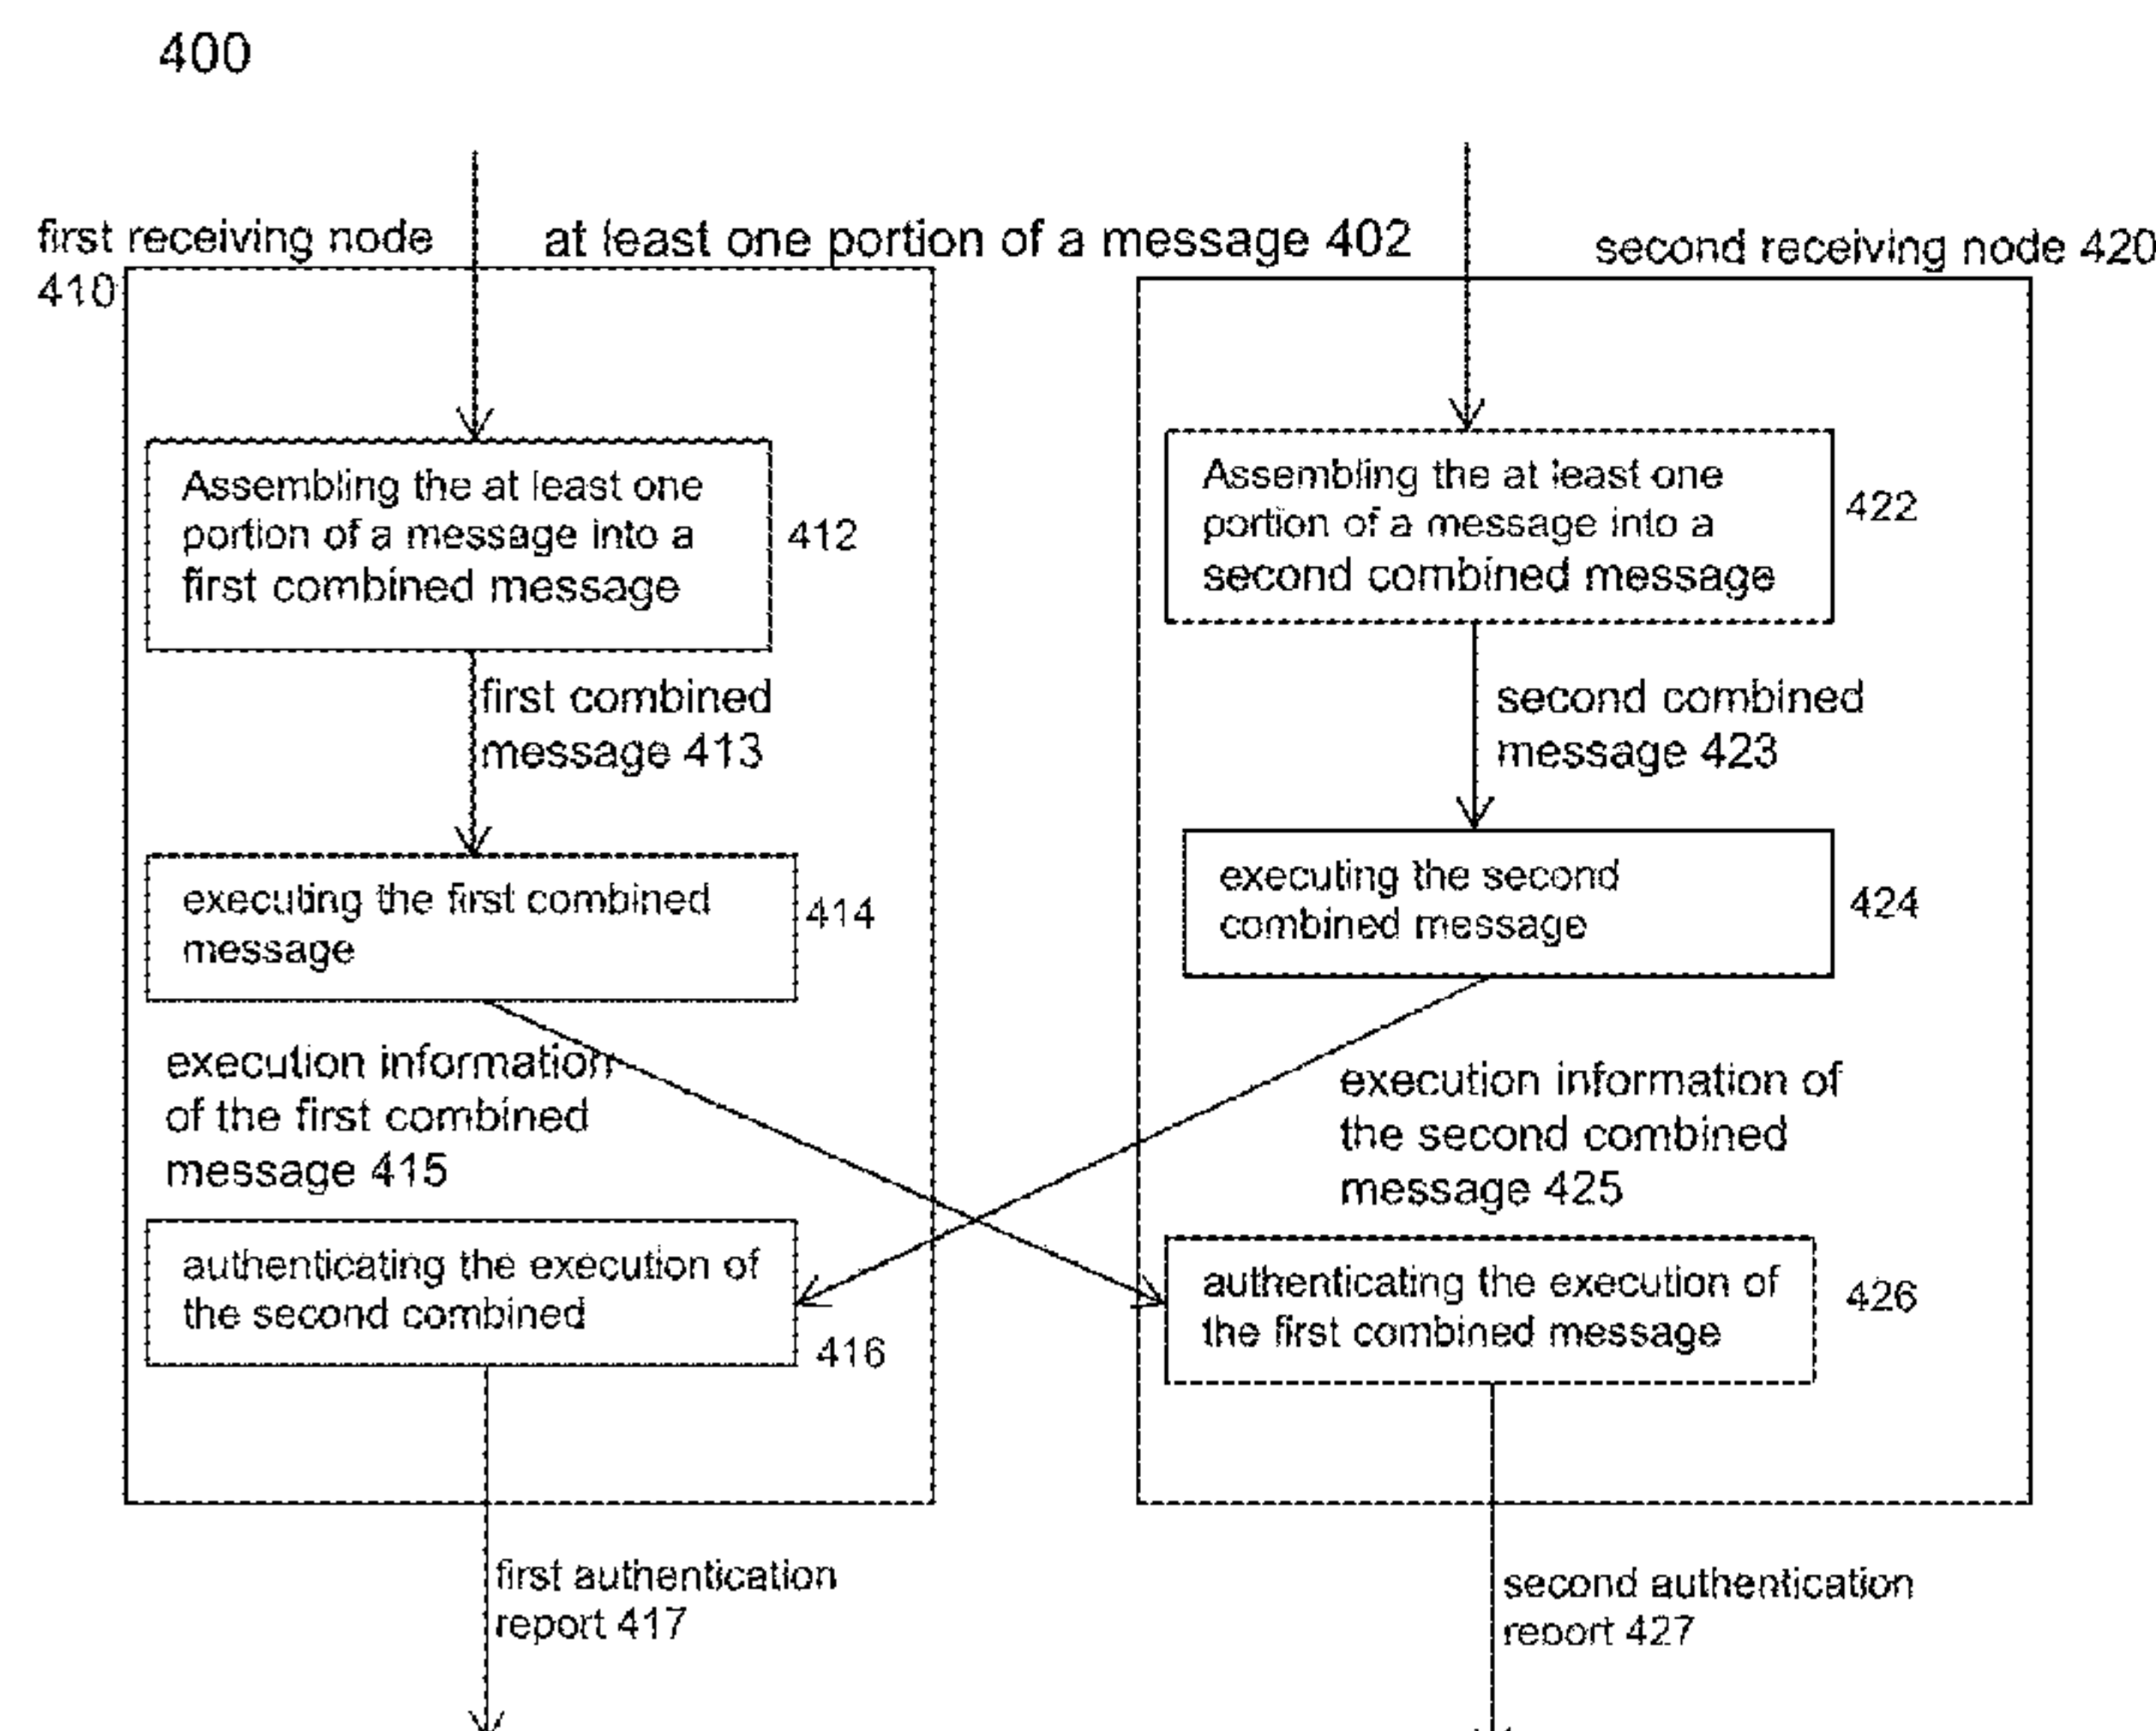 400
first receiving node
410
at least one portion of a message 402
second receiving node 420
Assembling the at least one
portion of a message into a
first combined message
412
Assembling the at least one
portion of a message into a
second combined message
422
first combined
message 413
second combined
message 423
executing the first combined
message
414
executing the second
combined message
424
execution information
of the first combined
message 415
execution information of
the second combined
message 425
authenticating the execution of
the second combined
416
authenticating the execution of
the first combined message
426
first authentication
report 417
second authentication
report 427